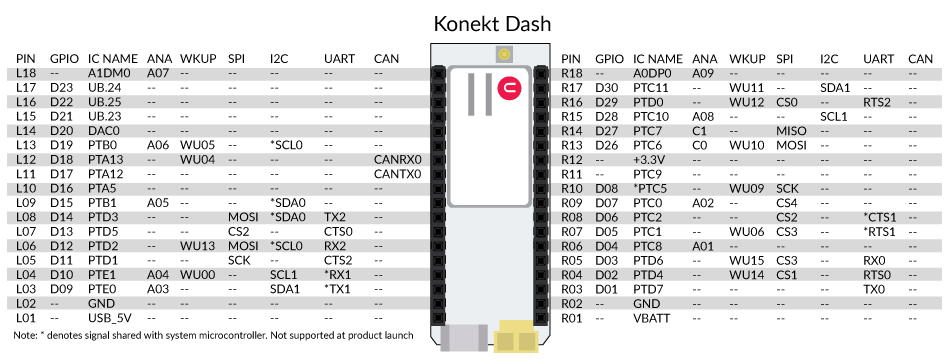 Konekt Dash
PIN GPIO IC NAME ANA WKUP SPI I2C UART CAN
L18 -- A1DM0 A07 -- -- -- -- --
L17 D23 UB.24 -- -- -- -- -- --
L16 D22 UB.25 -- -- -- -- -- --
L15 D21 UB.23 -- -- -- -- -- --
L14 D20 DAC0 -- -- -- -- -- --
L13 D19 PTB0 A06 WU05 -- *SCL0 -- --
L12 D18 PTA13 -- WU04 -- -- -- CANRX0
L11 D17 PTA12 -- -- -- -- -- CANTX0
L10 D16 PTA5 -- -- -- -- -- --
L09 D15 PTB1 A05 -- -- *SDA0 -- --
L08 D14 PTD3 -- -- MOSI *SDA0 TX2 --
L07 D13 PTD5 -- -- CS2 -- CTS0 --
L06 D12 PTD2 -- WU13 MOSI *SCL0 RX2 --
L05 D11 PTD1 -- -- SCK -- CTS2 --
L04 D10 PTE1 A04 WU00 -- SCL1 *RX1 --
L03 D09 PTE0 A03 -- -- SDA1 *TX1 --
L02 -- GND -- -- -- -- -- --
L01 -- USB_5V -- -- -- -- -- --
Note: * denotes signal shared with system microcontroller. Not supported at product launch
PIN GPIO IC NAME ANA WKUP SPI I2C UART CAN
R18 -- A0DP0 A09 -- -- -- -- --
R17 D30 PTC11 -- WU11 -- SDA1 -- --
R16 D29 PTD0 -- WU12 CS0 -- RTS2 --
R15 D28 PTC10 A08 -- -- SCL1 -- --
R14 D27 PTC7 C1 -- MISO -- -- --
R13 D26 PTC6 C0 WU10 MOSI -- -- --
R12 -- +3.3V -- -- -- -- -- --
R11 -- PTC9 -- -- -- -- -- --
R10 D08 *PTC5 -- WU09 SCK -- -- --
R09 D07 PTC0 A02 -- CS4 -- -- --
R08 D06 PTC2 -- -- CS2 -- *CTS1 --
R07 D05 PTC1 -- WU06 CS3 -- *RTS1 --
R06 D04 PTC8 A01 -- -- -- -- --
R05 D03 PTD6 -- WU15 CS3 -- RX0 --
R04 D02 PTD4 -- WU14 CS1 -- RTS0 --
R03 D01 PTD7 -- -- -- -- TX0 --
R02 -- GND -- -- -- -- -- --
R01 -- VBATT -- -- -- -- -- --